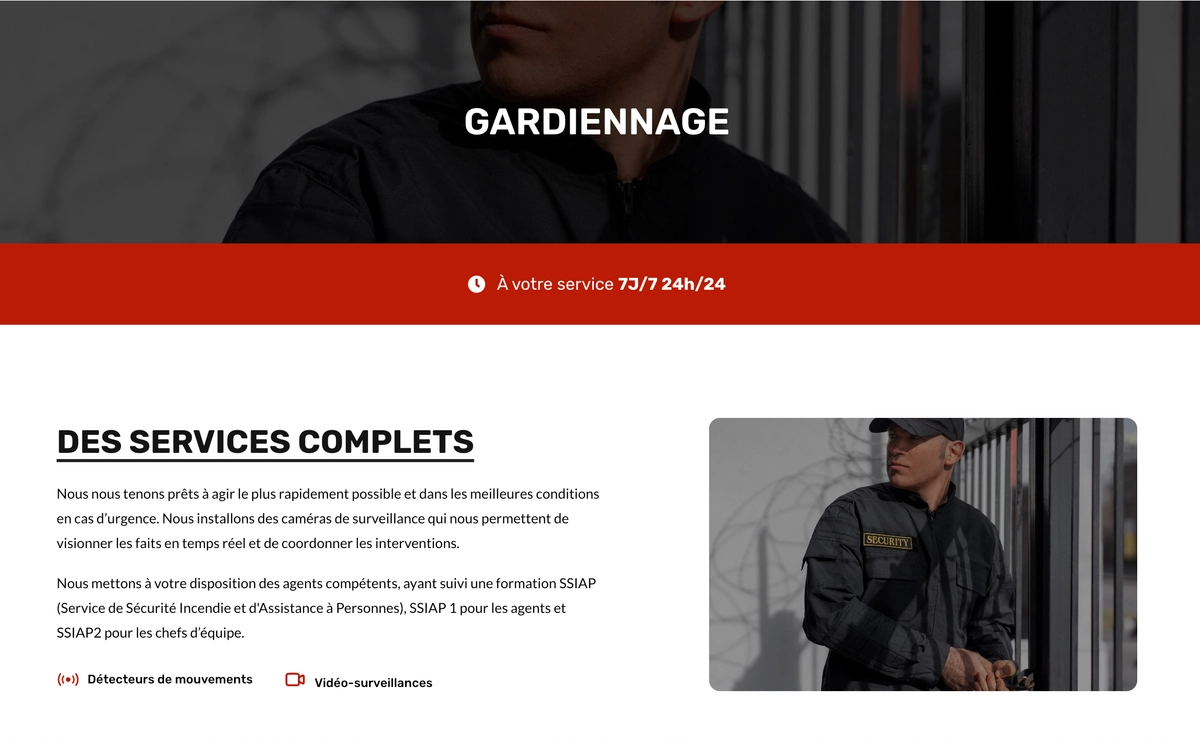 GARDIENNAGE
À votre service 7J/7 24h/24
DES SERVICES COMPLETS
Nous nous tenons prêts à agir le plus rapidement possible et dans les meilleures conditions
en cas d’urgence. Nous installons des caméras de surveillance qui nous permettent de
visionner les faits en temps réel et de coordonner les interventions.
Nous mettons à votre disposition des agents compétents, ayant suivi une formation SSIAP
(Service de Sécurité Incendie et d'Assistance à Personnes), SSIAP 1 pour les agents et
SSIAP2 pour les chefs d’équipe.
Détecteurs de mouvements
Vidéo-surveillances
SECURITY